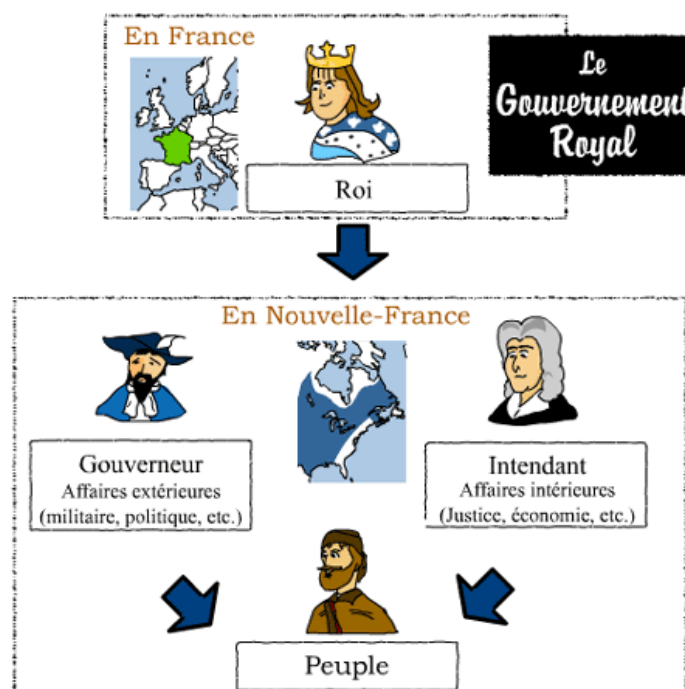 En France
Le
Gouvernement
Royal
Roi
En Nouvelle-France
Gouverneur
Affaires extérieures
(militaire, politique, etc.)
Intendant
Affaires intérieures
(Justice, économie, etc.)
Peuple